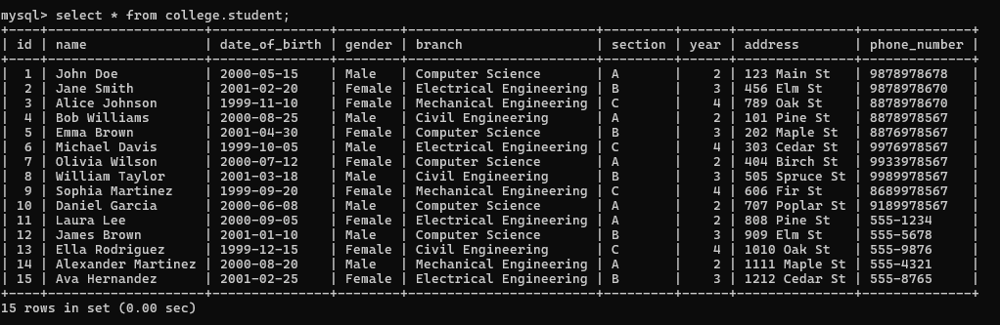 mysql> select * from college.student;
+----+--------------------+---------------+--------+------------------------+---------+------+----------------+--------------+
| id | name               | date_of_birth | gender | branch                 | section | year | address        | phone_number |
+----+--------------------+---------------+--------+------------------------+---------+------+----------------+--------------+
|  1 | John Doe           | 2000-05-15    | Male   | Computer Science       | A       |    2 | 123 Main St    | 9878978678   |
|  2 | Jane Smith         | 2001-02-20    | Female | Electrical Engineering | B       |    3 | 456 Elm St     | 9878978670   |
|  3 | Alice Johnson      | 1999-11-10    | Female | Mechanical Engineering | C       |    4 | 789 Oak St     | 8878978670   |
|  4 | Bob Williams       | 2000-08-25    | Male   | Civil Engineering      | A       |    2 | 101 Pine St    | 8878978567   |
|  5 | Emma Brown         | 2001-04-30    | Female | Computer Science       | B       |    3 | 202 Maple St   | 8876978567   |
|  6 | Michael Davis      | 1999-10-05    | Male   | Electrical Engineering | C       |    4 | 303 Cedar St   | 9976978567   |
|  7 | Olivia Wilson      | 2000-07-12    | Female | Computer Science       | A       |    2 | 404 Birch St   | 9933978567   |
|  8 | William Taylor     | 2001-03-18    | Male   | Civil Engineering      | B       |    3 | 505 Spruce St  | 9989978567   |
|  9 | Sophia Martinez    | 1999-09-20    | Female | Mechanical Engineering | C       |    4 | 606 Fir St     | 8689978567   |
| 10 | Daniel Garcia      | 2000-06-08    | Male   | Computer Science       | A       |    2 | 707 Poplar St  | 9189978567   |
| 11 | Laura Lee          | 2000-09-05    | Female | Electrical Engineering | A       |    2 | 808 Pine St    | 555-1234     |
| 12 | James Brown        | 2001-01-10    | Male   | Computer Science       | B       |    3 | 909 Elm St     | 555-5678     |
| 13 | Ella Rodriguez     | 1999-12-15    | Female | Civil Engineering      | C       |    4 | 1010 Oak St    | 555-9876     |
| 14 | Alexander Martinez | 2000-08-20    | Male   | Mechanical Engineering | A       |    2 | 1111 Maple St  | 555-4321     |
| 15 | Ava Hernandez      | 2001-02-25    | Female | Electrical Engineering | B       |    3 | 1212 Cedar St  | 555-8765     |
+----+--------------------+---------------+--------+------------------------+---------+------+----------------+--------------+
15 rows in set (0.00 sec)